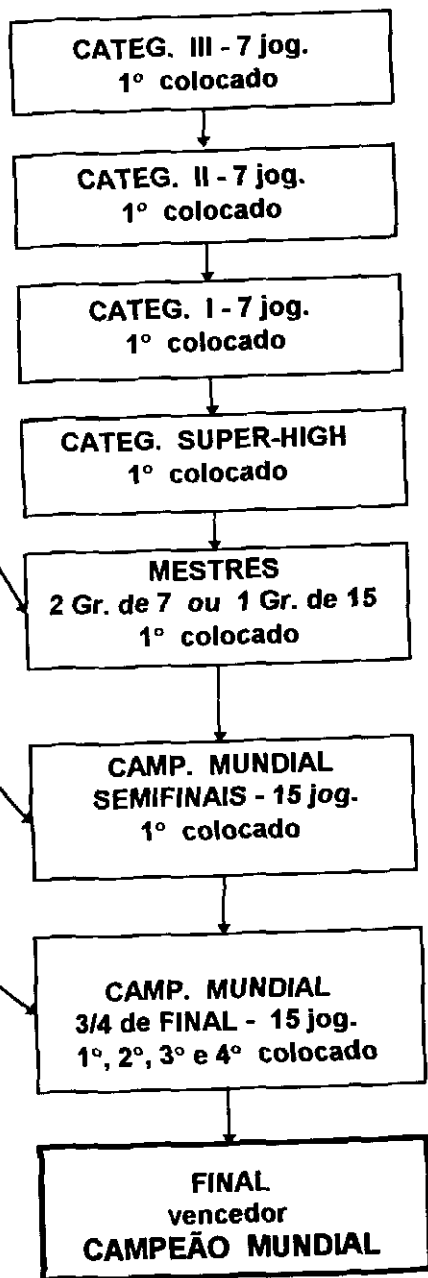 CATEG. III - 7 jog.
1° colocado
CATEG. II - 7 jog.
1° colocado
CATEG. I - 7 jog.
1° colocado
CATEG. SUPER-HIGH
1° colocado
MESTRES
2 Gr. de 7 ou 1 Gr. de 15
1° colocado
CAMP. MUNDIAL
SEMIFINAIS - 15 jog.
1° colocado
CAMP. MUNDIAL
3/4 de FINAL - 15 jog.
1°, 2°, 3° e 4° colocado
FINAL
vencedor
CAMPEÃO MUNDIAL